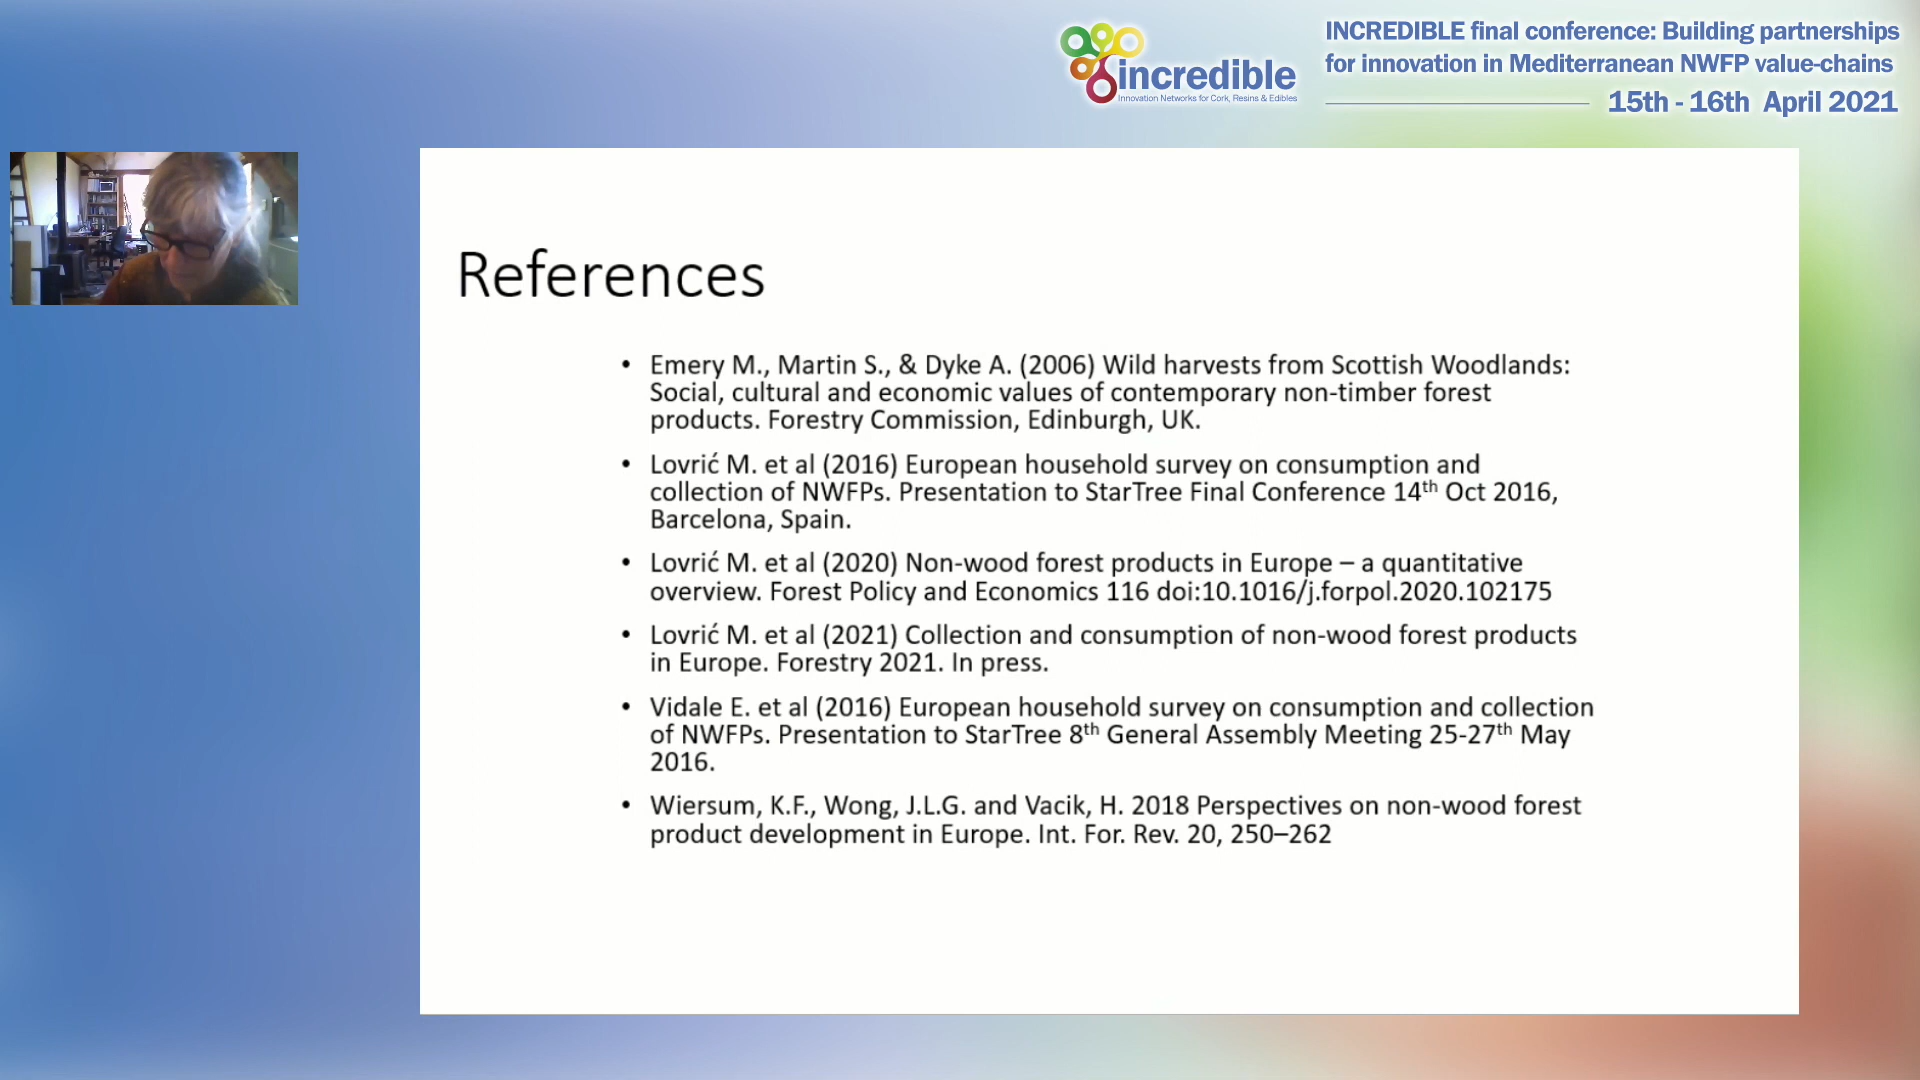 incredible
Innovation Networks for Cork, Resins & Edibles
INCREDIBLE final conference: Building partnerships
for innovation in Mediterranean NWFP value-chains
15th - 16th April 2021
References
• Emery M., Martin S., & Dyke A. (2006) Wild harvests from Scottish Woodlands:
Social, cultural and economic values of contemporary non-timber forest
products. Forestry Commission, Edinburgh, UK.
• Lovrić M. et al (2016) European household survey on consumption and
collection of NWFPs. Presentation to StarTree Final Conference 14th Oct 2016,
Barcelona, Spain.
• Lovrić M. et al (2020) Non-wood forest products in Europe – a quantitative
overview. Forest Policy and Economics 116 doi:10.1016/j.forpol.2020.102175
• Lovrić M. et al (2021) Collection and consumption of non-wood forest products
in Europe. Forestry 2021. In press.
• Vidale E. et al (2016) European household survey on consumption and collection
of NWFPs. Presentation to StarTree 8th General Assembly Meeting 25-27th May
2016.
• Wiersum, K.F., Wong, J.L.G. and Vacik, H. 2018 Perspectives on non-wood forest
product development in Europe. Int. For. Rev. 20, 250–262